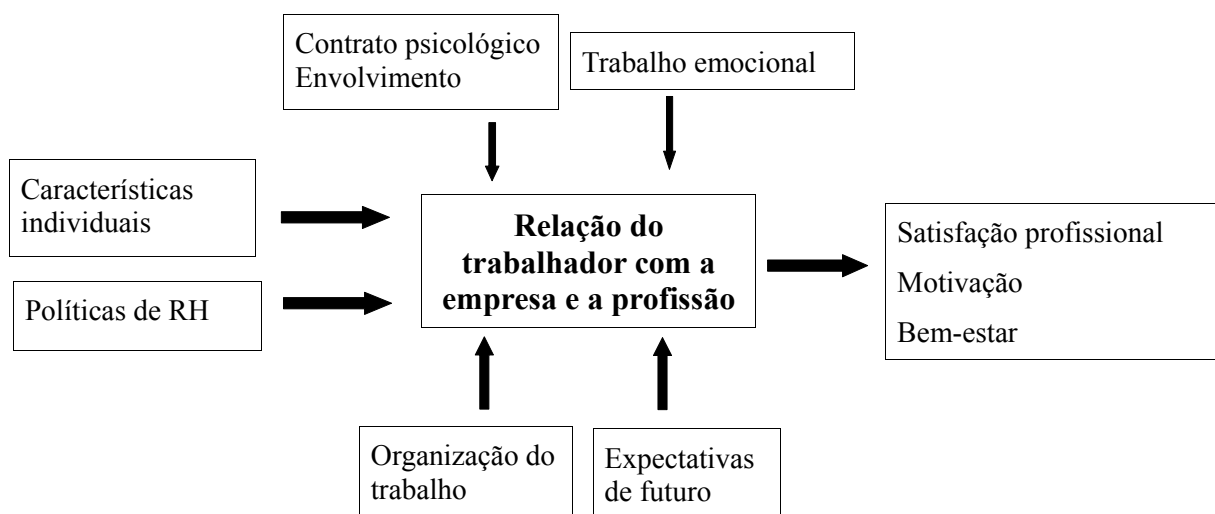 Contrato psicológico
Envolvimento
Trabalho emocional
Características
individuais
Relação do
trabalhador com a
empresa e a profissão
Satisfação profissional
Motivação
Bem-estar
Políticas de RH
Organização do
trabalho
Expectativas
de futuro